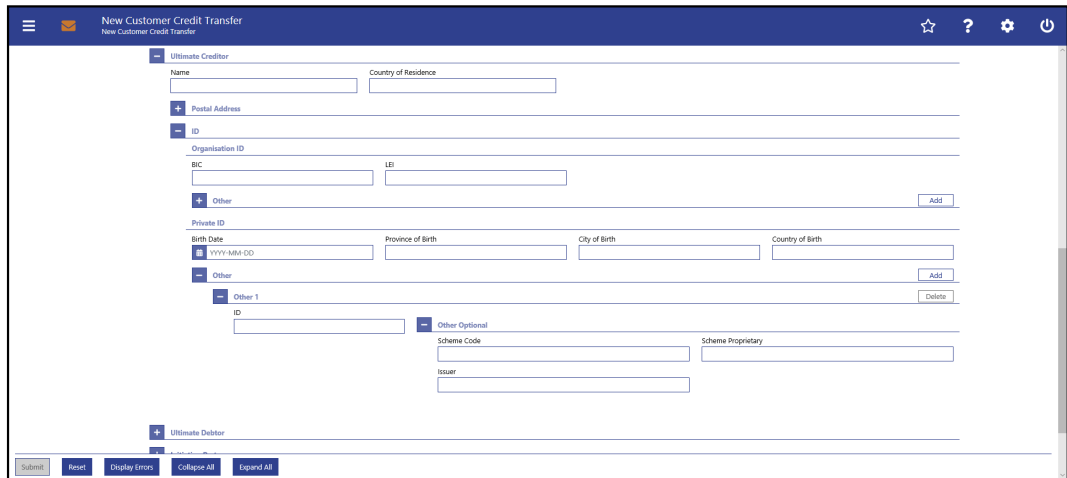 New Customer Credit Transfer
New Customer Credit Transfer
?
Ultimate Creditor
Name Country of Residence
Postal Address
ID
Organisation ID
BIC LEI
Other Add
Private ID
Birth Date Province of Birth City of Birth Country of Birth
YYYY-MM-DD
Other Add
Other 1 Delete
ID
Other Optional
Scheme Code Scheme Proprietary
Issuer
Ultimate Debtor
Submit Reset Display Errors Collapse All Expand All